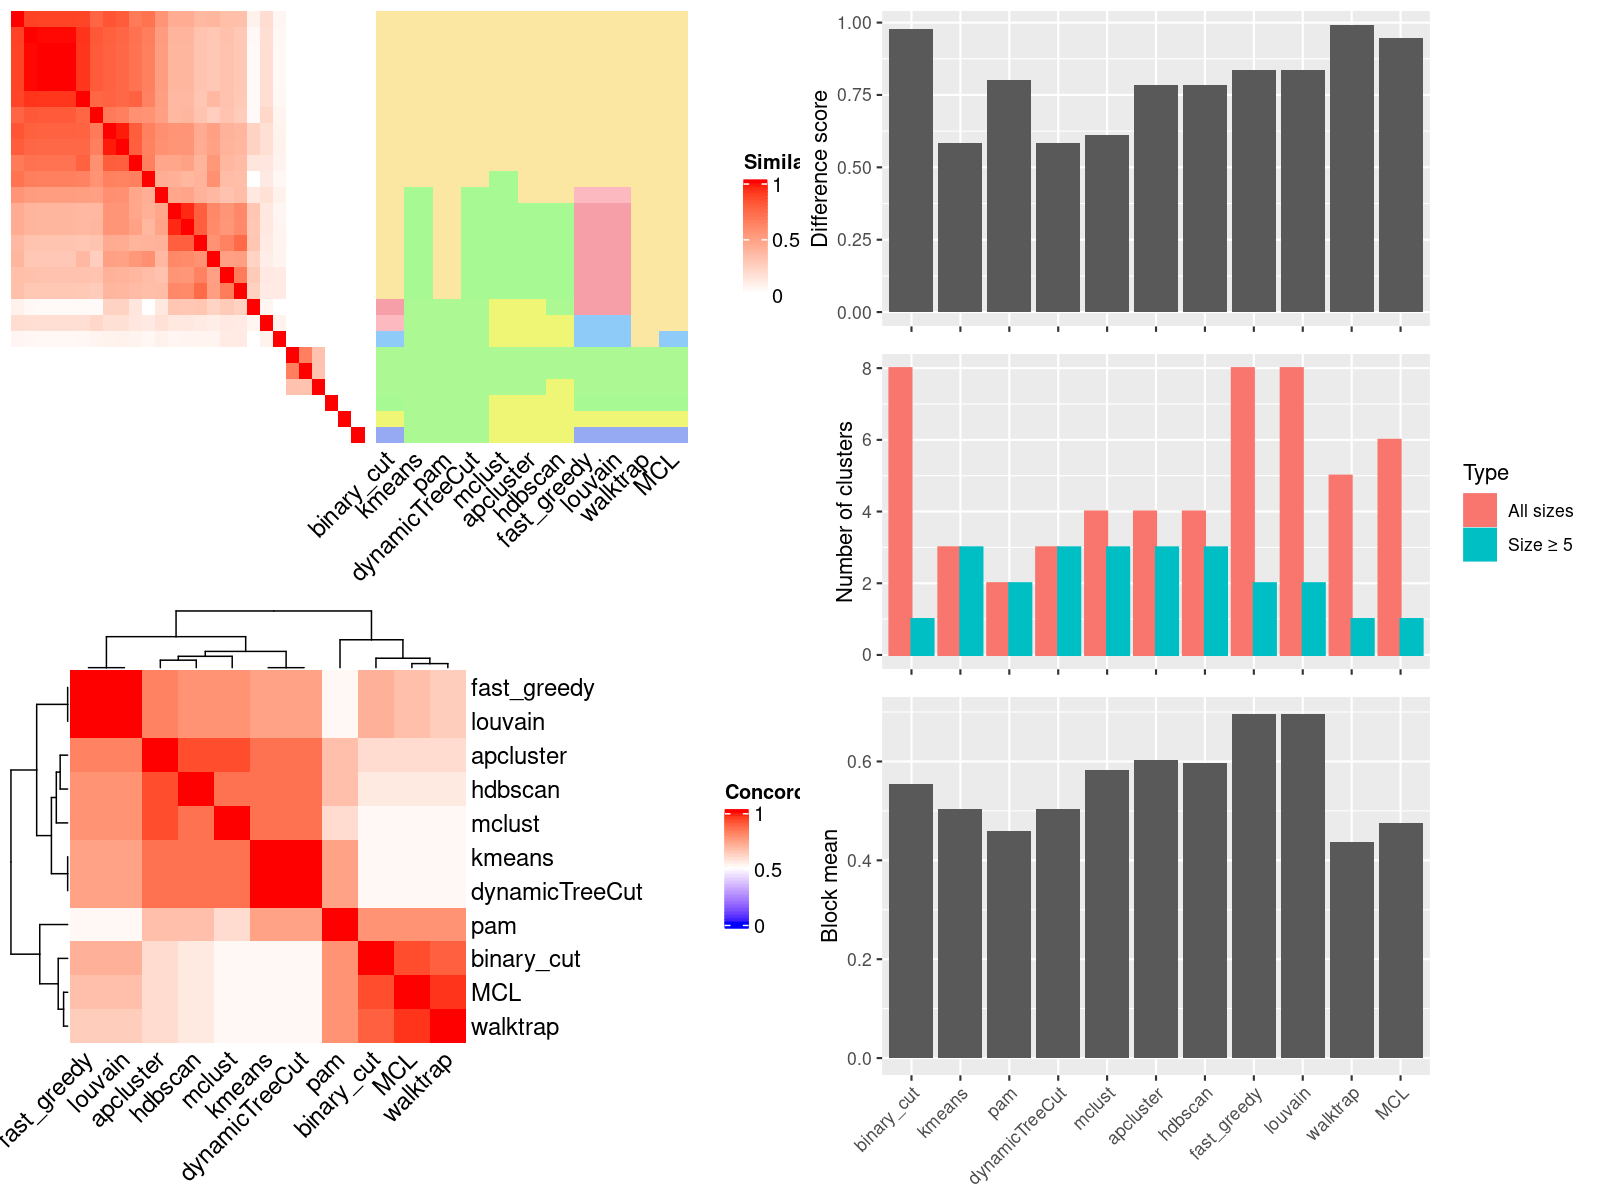 Simila
1
0.5
0
binary_cut
kmeans
pam
dynamicTreeCut
mclust
apcluster
hdbscan
fast_greedy
louvain
walktrap
MCL
fast_greedy
louvain
apcluster
hdbscan
mclust
kmeans
dynamicTreeCut
pam
binary_cut
MCL
walktrap
Concord
1
0.5
0
fast_greedy
louvain
apcluster
hdbscan
mclust
kmeans
dynamicTreeCut
pam
binary_cut
MCL
walktrap
Difference score
1.00
0.75
0.50
0.25
0.00
Number of clusters
8
6
4
2
0
Type
All sizes
Size ≥ 5
Block mean
0.6
0.4
0.2
0.0
binary_cut
kmeans
pam
dynamicTreeCut
mclust
apcluster
hdbscan
fast_greedy
louvain
walktrap
MCL